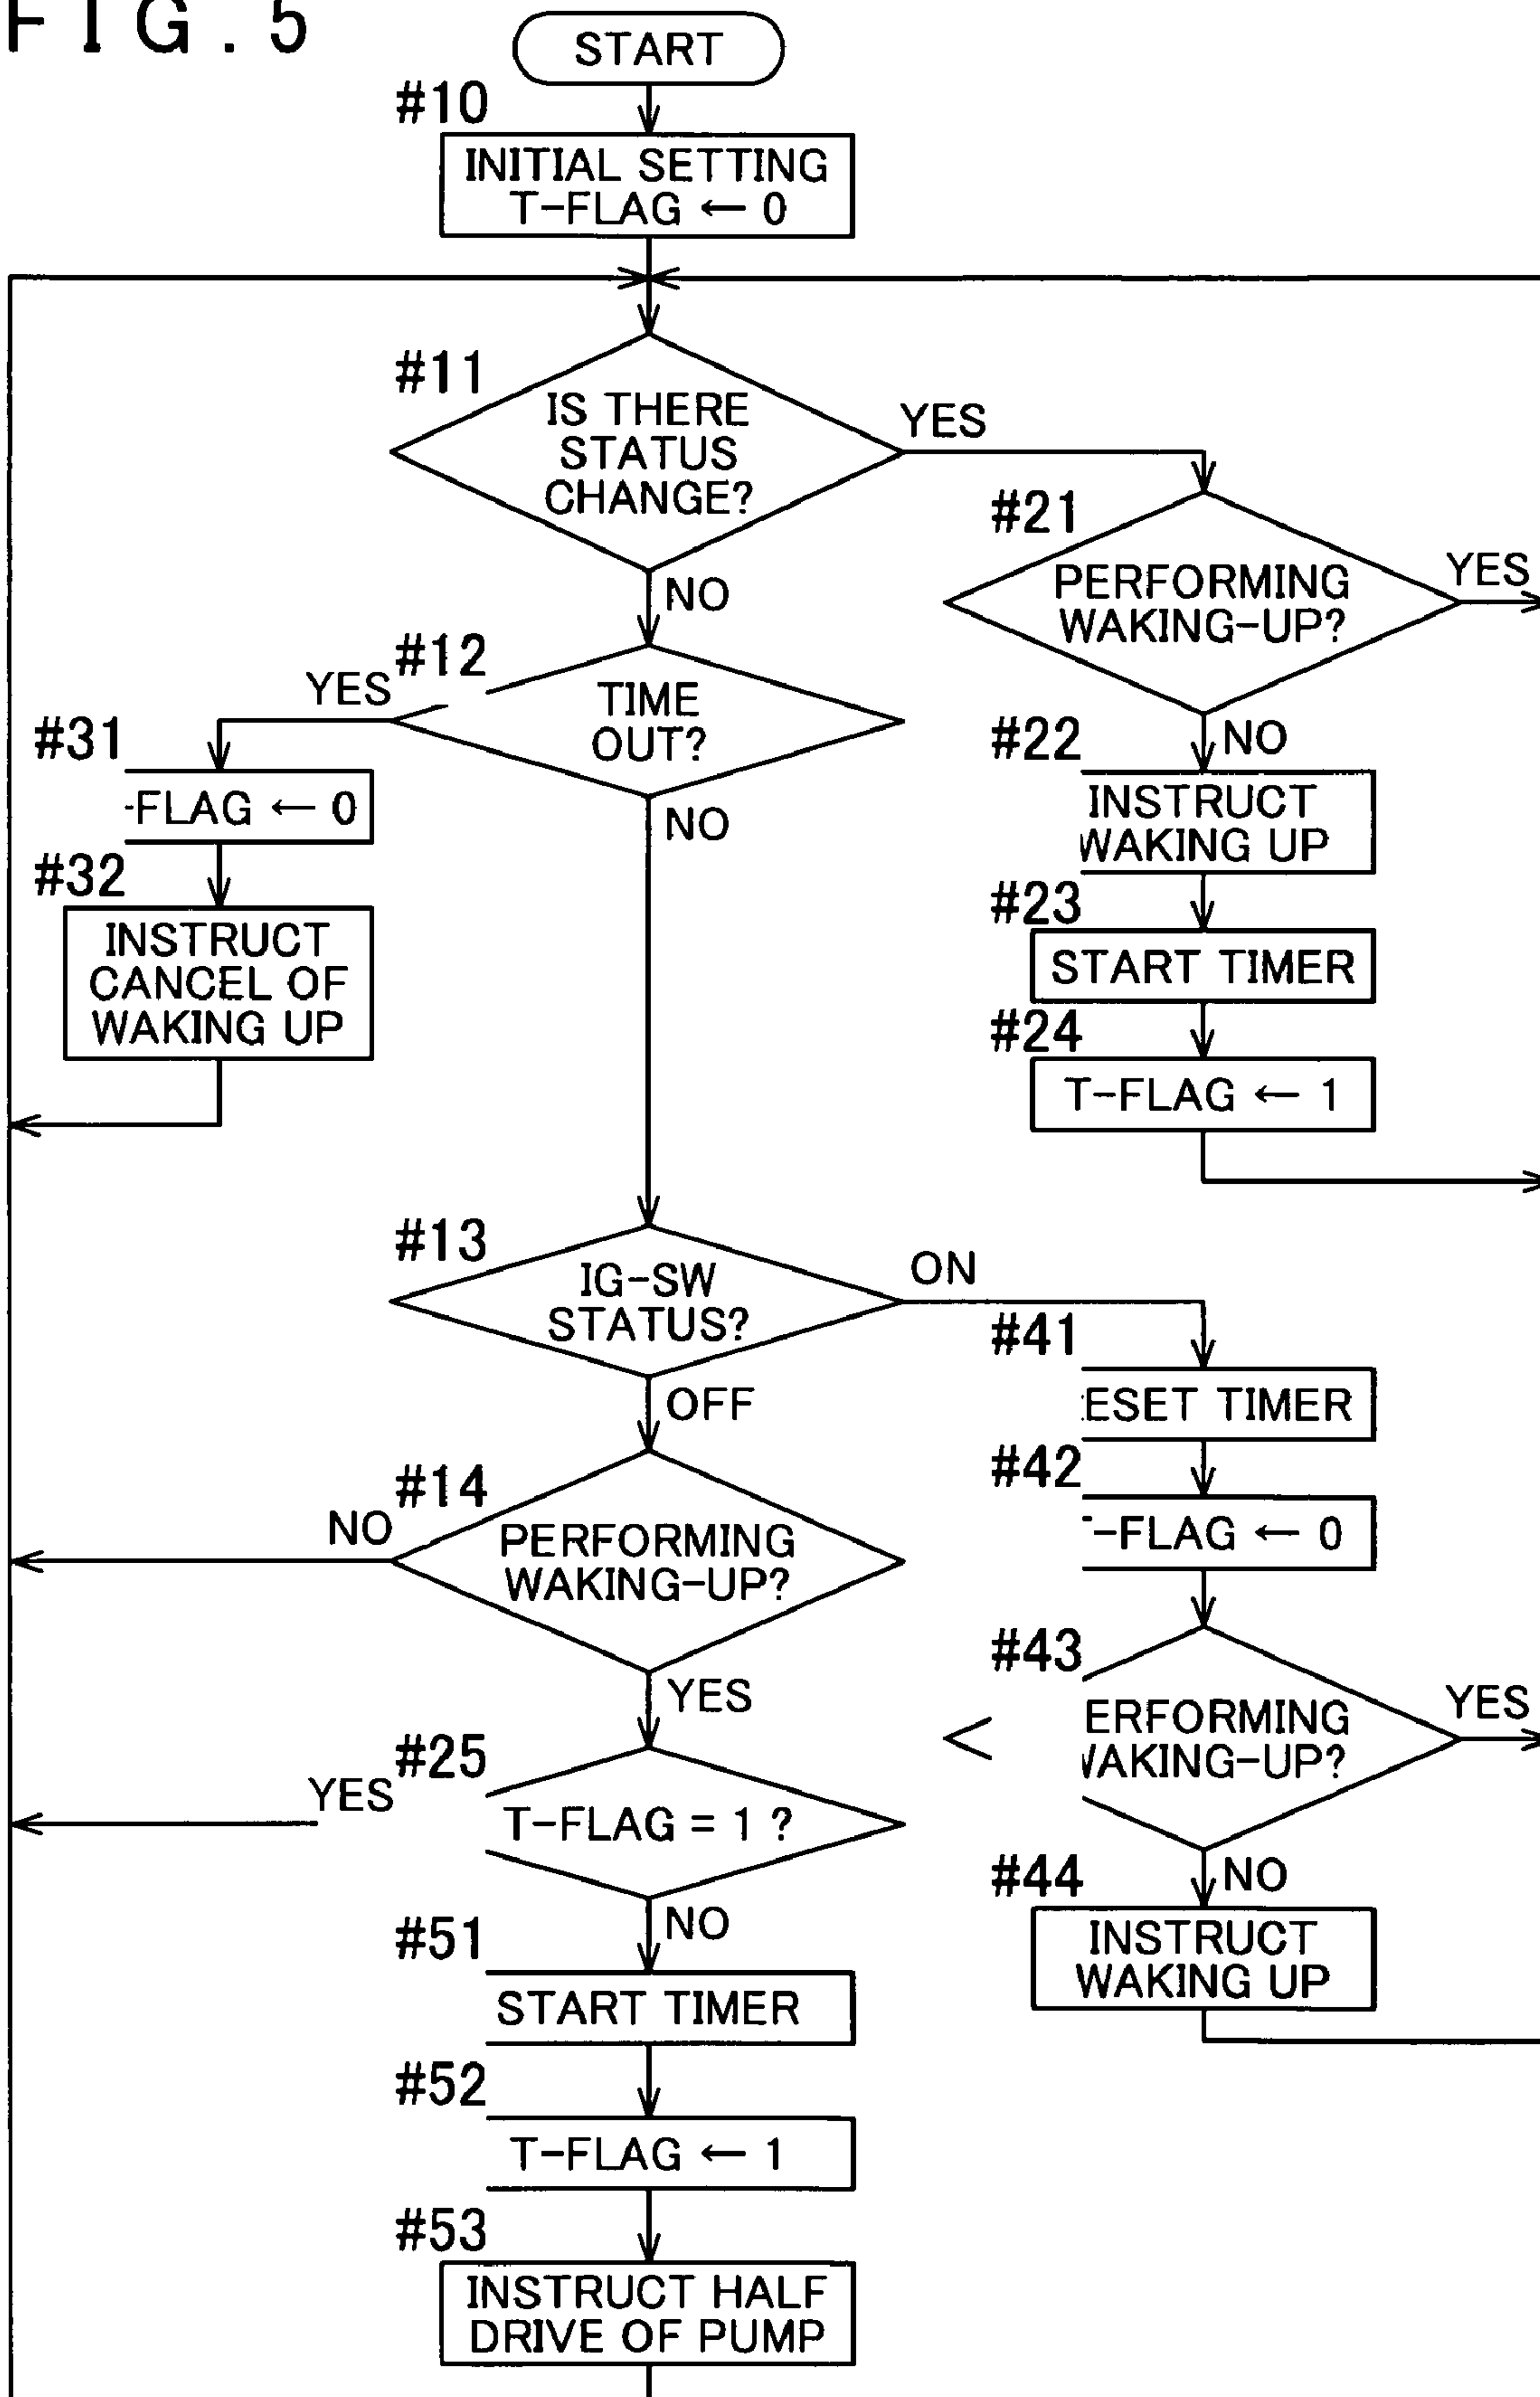 FIG.5
START
#10
INITIAL SETTING
T-FLAG ← 0
#11
IS THERE
STATUS
CHANGE?
YES
NO
#21
PERFORMING
WAKING-UP?
YES
NO
#12
TIME
OUT?
YES
NO
#31
-FLAG ← 0
#32
INSTRUCT
CANCEL OF
WAKING UP
#22
INSTRUCT
WAKING UP
#23
START TIMER
#24
T-FLAG ← 1
#13
IG-SW
STATUS?
ON
OFF
#41
ESET TIMER
#42
-FLAG ← 0
#14
PERFORMING
WAKING-UP?
NO
YES
#43
ERFORMING
WAKING-UP?
YES
NO
#25
T-FLAG = 1 ?
YES
NO
#44
INSTRUCT
WAKING UP
#51
START TIMER
#52
T-FLAG ← 1
#53
INSTRUCT HALF
DRIVE OF PUMP